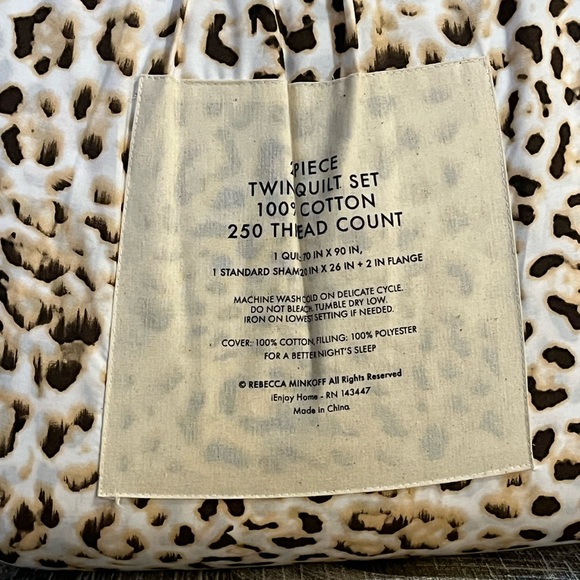 2 PIECE
TWIN QUILT SET
100% COTTON
250 THREAD COUNT
1 QUILT 70 IN X 90 IN,
1 STANDARD SHAM 20 IN X 26 IN + 2 IN FLANGE
MACHINE WASH COLD ON DELICATE CYCLE.
DO NOT BLEACH. TUMBLE DRY LOW.
IRON ON LOWEST SETTING IF NEEDED.
COVER: 100% COTTON, FILLING: 100% POLYESTER
FOR A BETTER NIGHT'S SLEEP
© REBECCA MINKOFF All Rights Reserved
iEnjoy Home - RN 143447
Made in China.